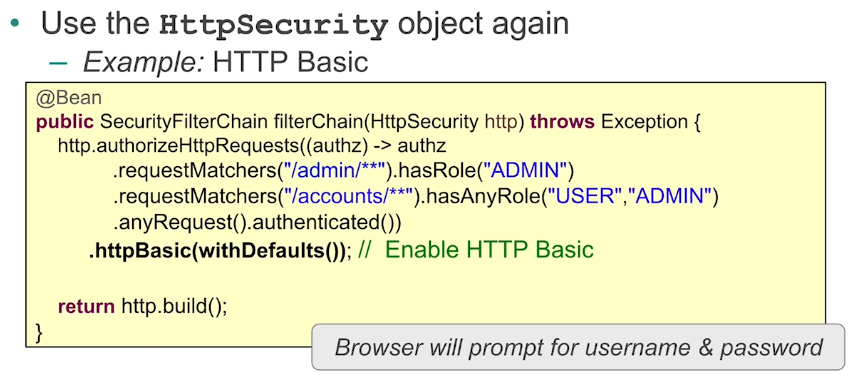 • Use the HttpSecurity object again
– Example: HTTP Basic
@Bean
public SecurityFilterChain filterChain(HttpSecurity http) throws Exception {
http.authorizeHttpRequests((authz) -> authz
.requestMatchers("/admin/**").hasRole("ADMIN")
.requestMatchers("/accounts/**").hasAnyRole("USER","ADMIN")
.anyRequest().authenticated())
.httpBasic(withDefaults()); // Enable HTTP Basic
return http.build();
}
Browser will prompt for username & password